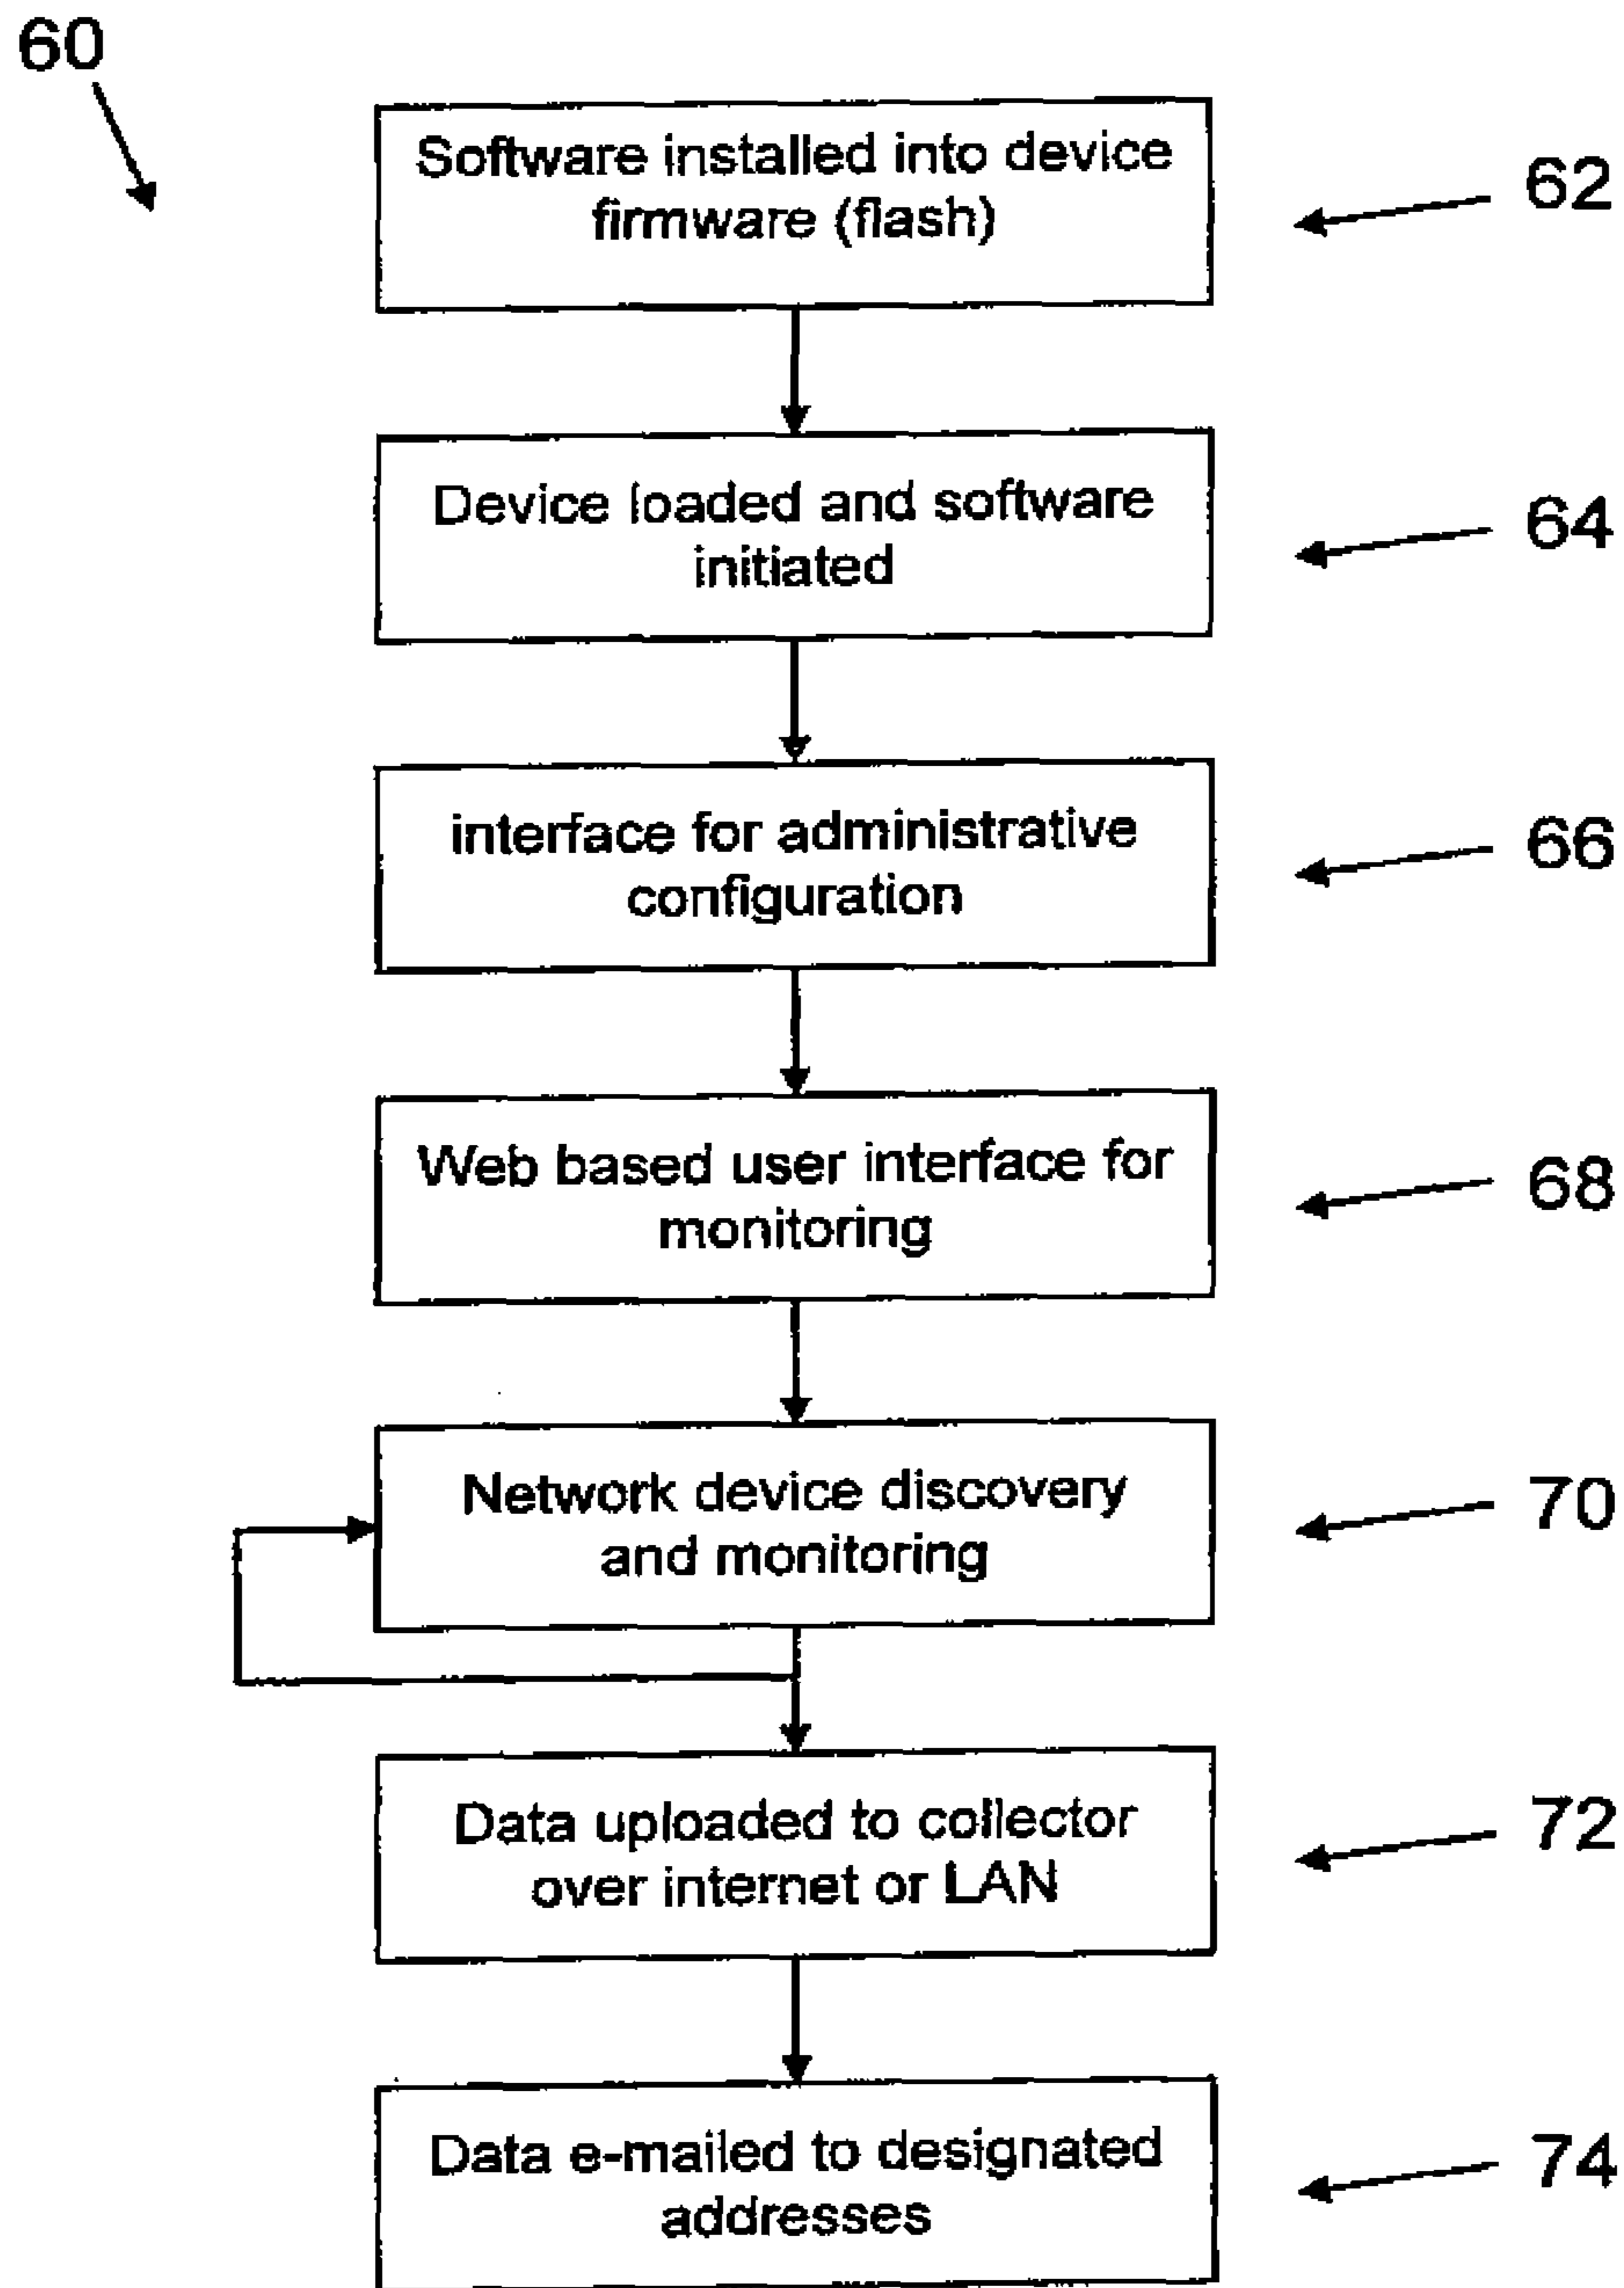 60
Software installed into device
firmware (flash)
62
Device loaded and software
initiated
64
interface for administrative
configuration
66
Web based user interface for
monitoring
68
Network device discovery
and monitoring
70
Data uploaded to collector
over internet or LAN
72
Data e-mailed to designated
addresses
74